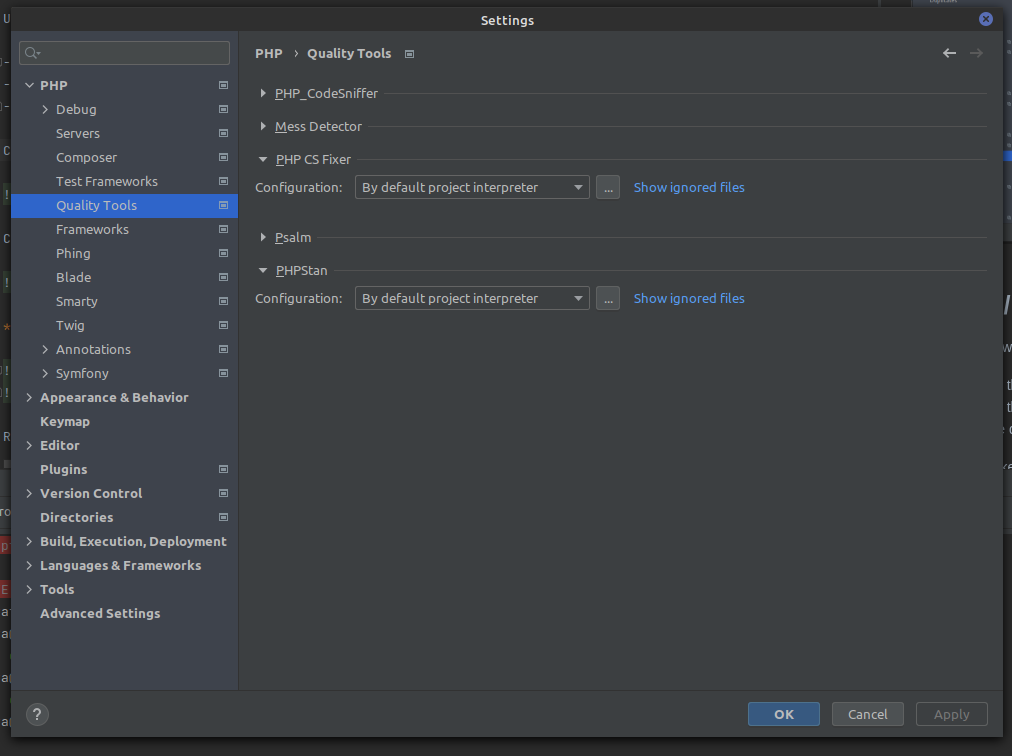 Settings
PHP › Quality Tools
PHP
Debug
Servers
Composer
Test Frameworks
Quality Tools
Frameworks
Phing
Blade
Smarty
Twig
Annotations
Symfony
Appearance & Behavior
Keymap
Editor
Plugins
Version Control
Directories
Build, Execution, Deployment
Languages & Frameworks
Tools
Advanced Settings
PHP_CodeSniffer
Mess Detector
PHP CS Fixer
Configuration: By default project interpreter ... Show ignored files
Psalm
PHPStan
Configuration: By default project interpreter ... Show ignored files
? OK Cancel Apply